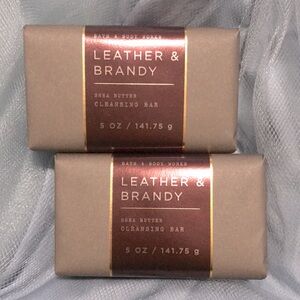 BATH & BODY WORKS
LEATHER &
BRANDY
SHEA BUTTER
CLEANSING BAR
5 OZ / 141.75 g
BATH & BODY WORKS
LEATHER &
BRANDY
SHEA BUTTER
CLEANSING BAR
5 OZ / 141.75 g